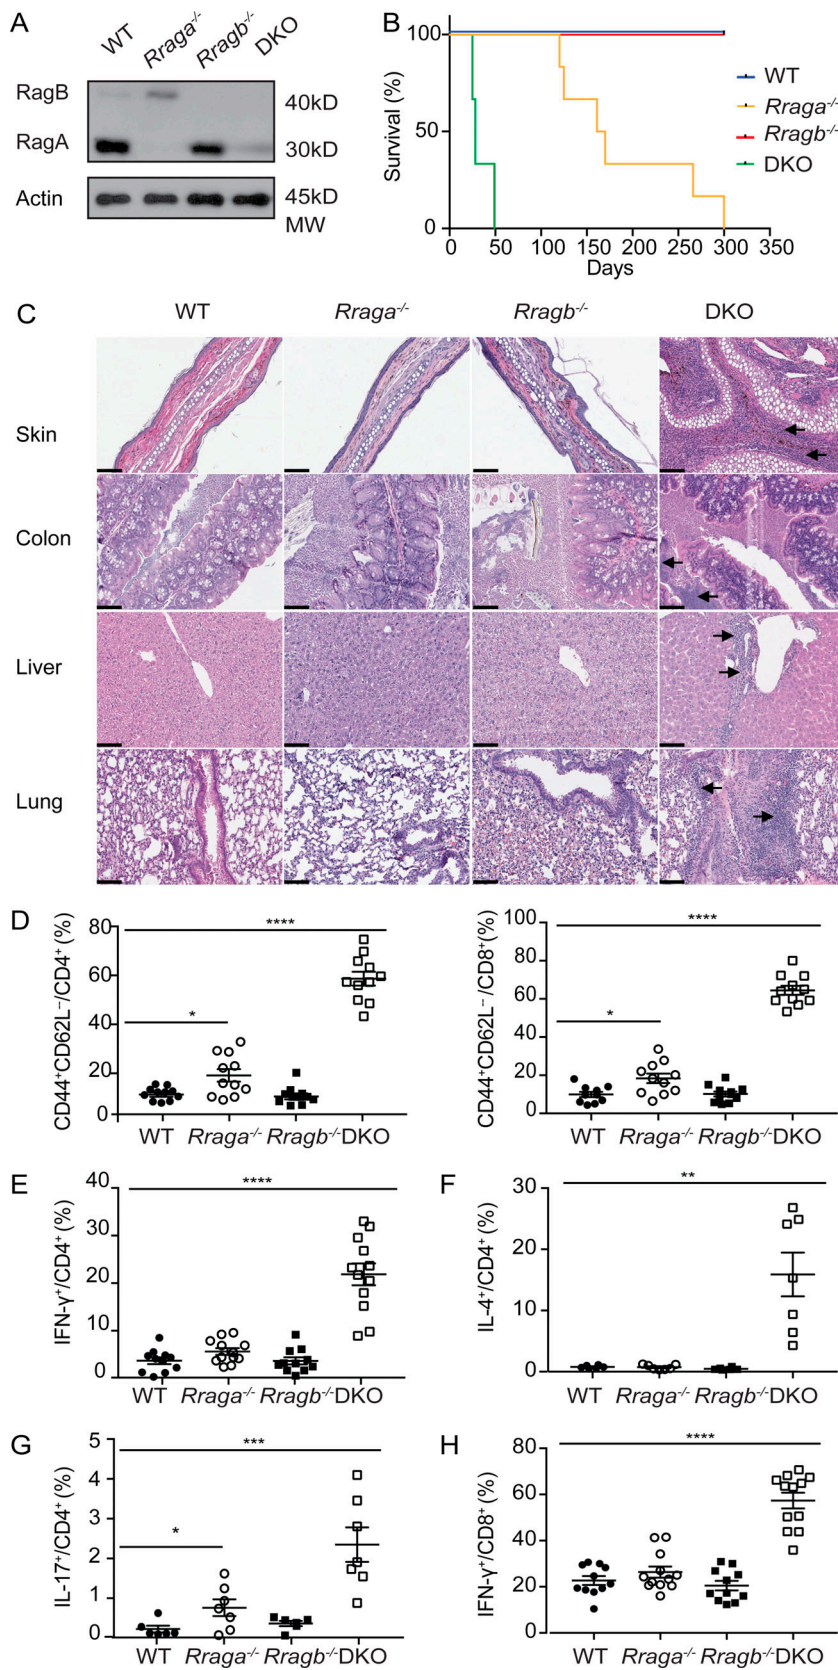 A
WT Rraga-/- Rragb-/- DKO
RagB
40kD
RagA
30kD
Actin
45kD
MW
B
Survival (%)
100
50
0
0 50 100 150 200 250 300 350
Days
WT
Rraga-/-
Rragb-/-
DKO
C
WT Rraga-/- Rragb-/- DKO
Skin
Colon
Liver
Lung
D
CD44+CD62L−/CD4+ (%)
80
60
40
20
0
****
*
WT Rraga-/- Rragb-/- DKO
CD44+CD62L−/CD8+ (%)
100
80
60
40
20
0
****
*
WT Rraga-/- Rragb-/- DKO
E
IFN-γ+/CD4+ (%)
40
30
20
10
0
****
WT Rraga-/- Rragb-/- DKO
F
IL-4+/CD4+ (%)
30
20
10
0
**
WT Rraga-/- Rragb-/- DKO
G
IL-17+/CD4+ (%)
5
4
3
2
1
0
***
*
WT Rraga-/- Rragb-/- DKO
H
IFN-γ+/CD8+ (%)
80
60
40
20
0
****
WT Rraga-/- Rragb-/- DKO